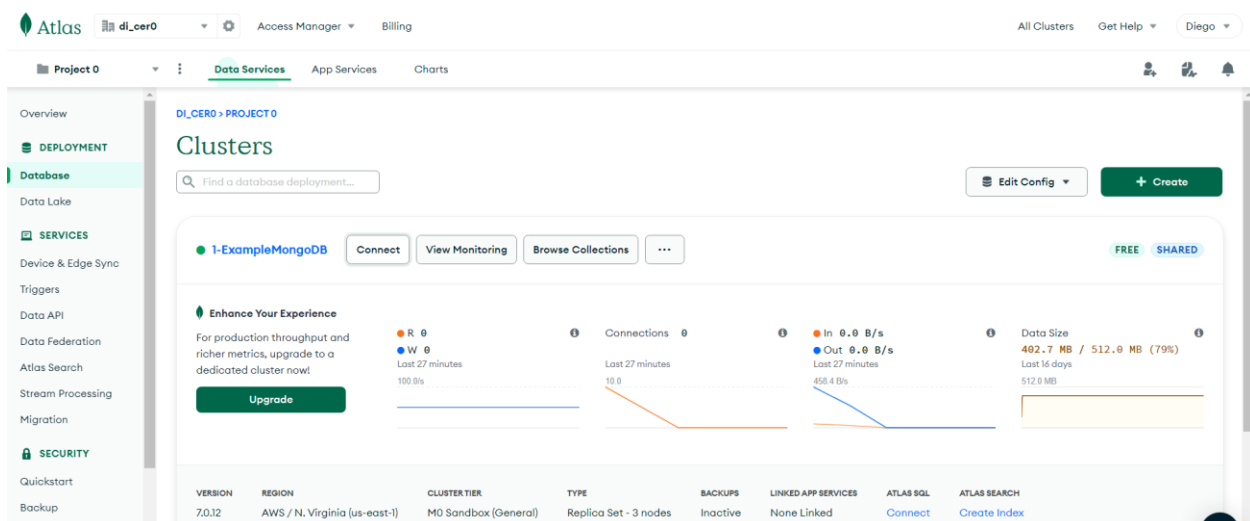 Atlas
di_cer0
Access Manager
Billing
All Clusters
Get Help
Diego
Project 0
Data Services
App Services
Charts
Overview
DEPLOYMENT
Database
Data Lake
SERVICES
Device & Edge Sync
Triggers
Data API
Data Federation
Atlas Search
Stream Processing
Migration
SECURITY
Quickstart
Backup
DI_CER0 > PROJECT 0
Clusters
Find a database deployment...
Edit Config
+ Create
1-ExampleMongoDB
Connect
View Monitoring
Browse Collections
...
FREE
SHARED
Enhance Your Experience
For production throughput and
richer metrics, upgrade to a
dedicated cluster now!
Upgrade
R 0
W 0
Last 27 minutes
100.0/s
Connections 0
Last 27 minutes
10.0
In 0.0 B/s
Out 0.0 B/s
Last 27 minutes
458.4 B/s
Data Size
402.7 MB / 512.0 MB (79%)
Last 16 days
512.0 MB
VERSION
7.0.12
REGION
AWS / N. Virginia (us-east-1)
CLUSTER TIER
M0 Sandbox (General)
TYPE
Replica Set - 3 nodes
BACKUPS
Inactive
LINKED APP SERVICES
None Linked
ATLAS SQL
Connect
ATLAS SEARCH
Create Index